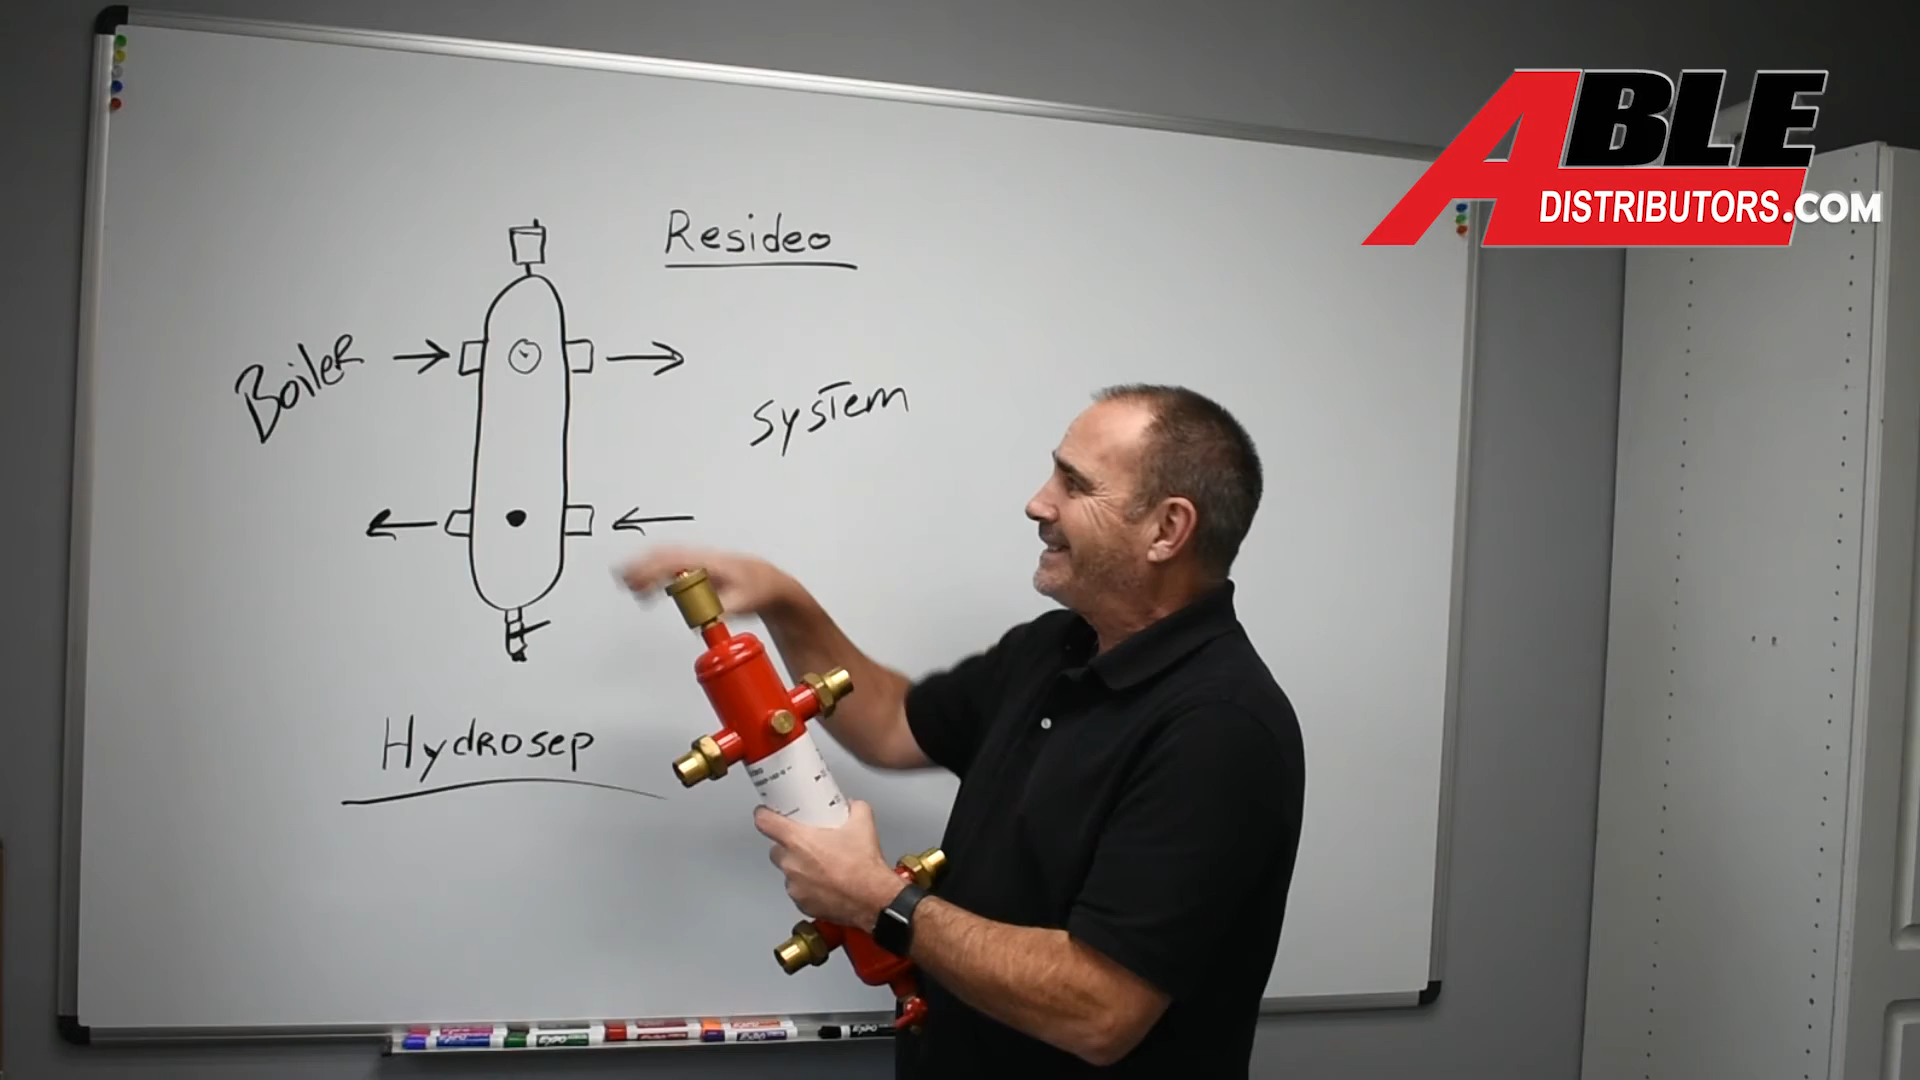 ABLE
DISTRIBUTORS.COM
Resideo
Boiler
SYSTEM
Hydrosep